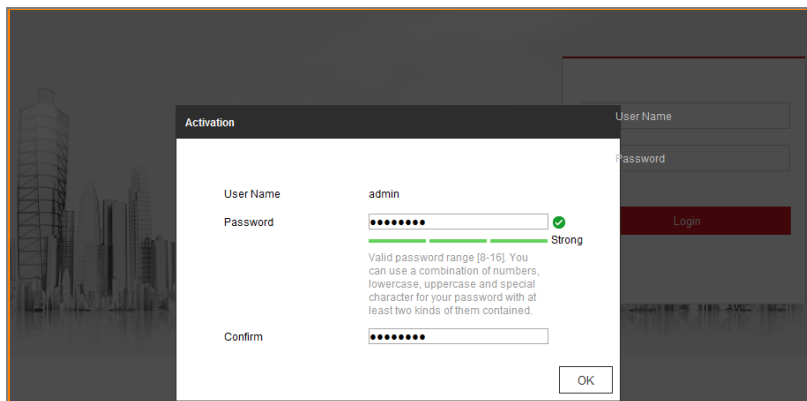 Activation
User Name
Password
Login
User Name admin
Password ●●●●●●●●
Strong
Valid password range [8-16]. You
can use a combination of numbers,
lowercase, uppercase and special
character for your password with at
least two kinds of them contained.
Confirm ●●●●●●●●
OK